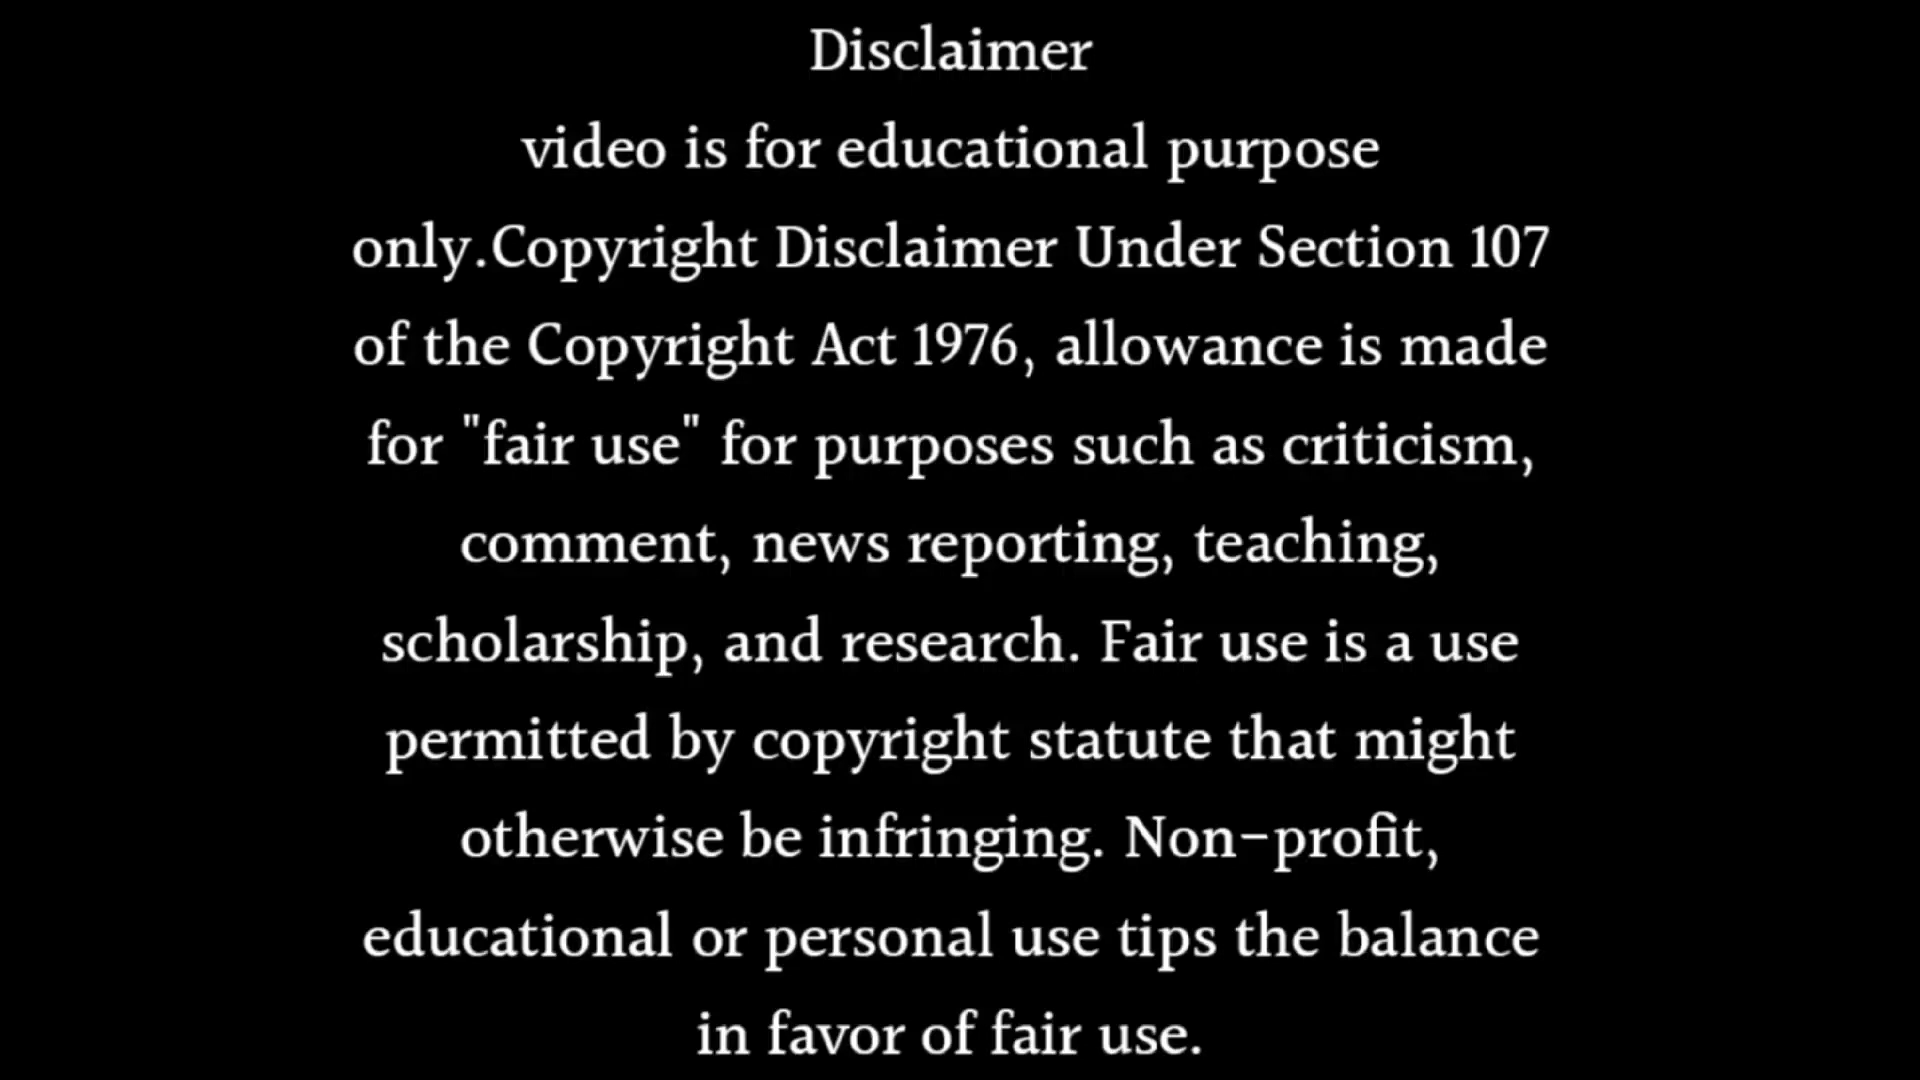 Disclaimer
video is for educational purpose
only.Copyright Disclaimer Under Section 107
of the Copyright Act 1976, allowance is made
for "fair use" for purposes such as criticism,
comment, news reporting, teaching,
scholarship, and research. Fair use is a use
permitted by copyright statute that might
otherwise be infringing. Non-profit,
educational or personal use tips the balance
in favor of fair use.